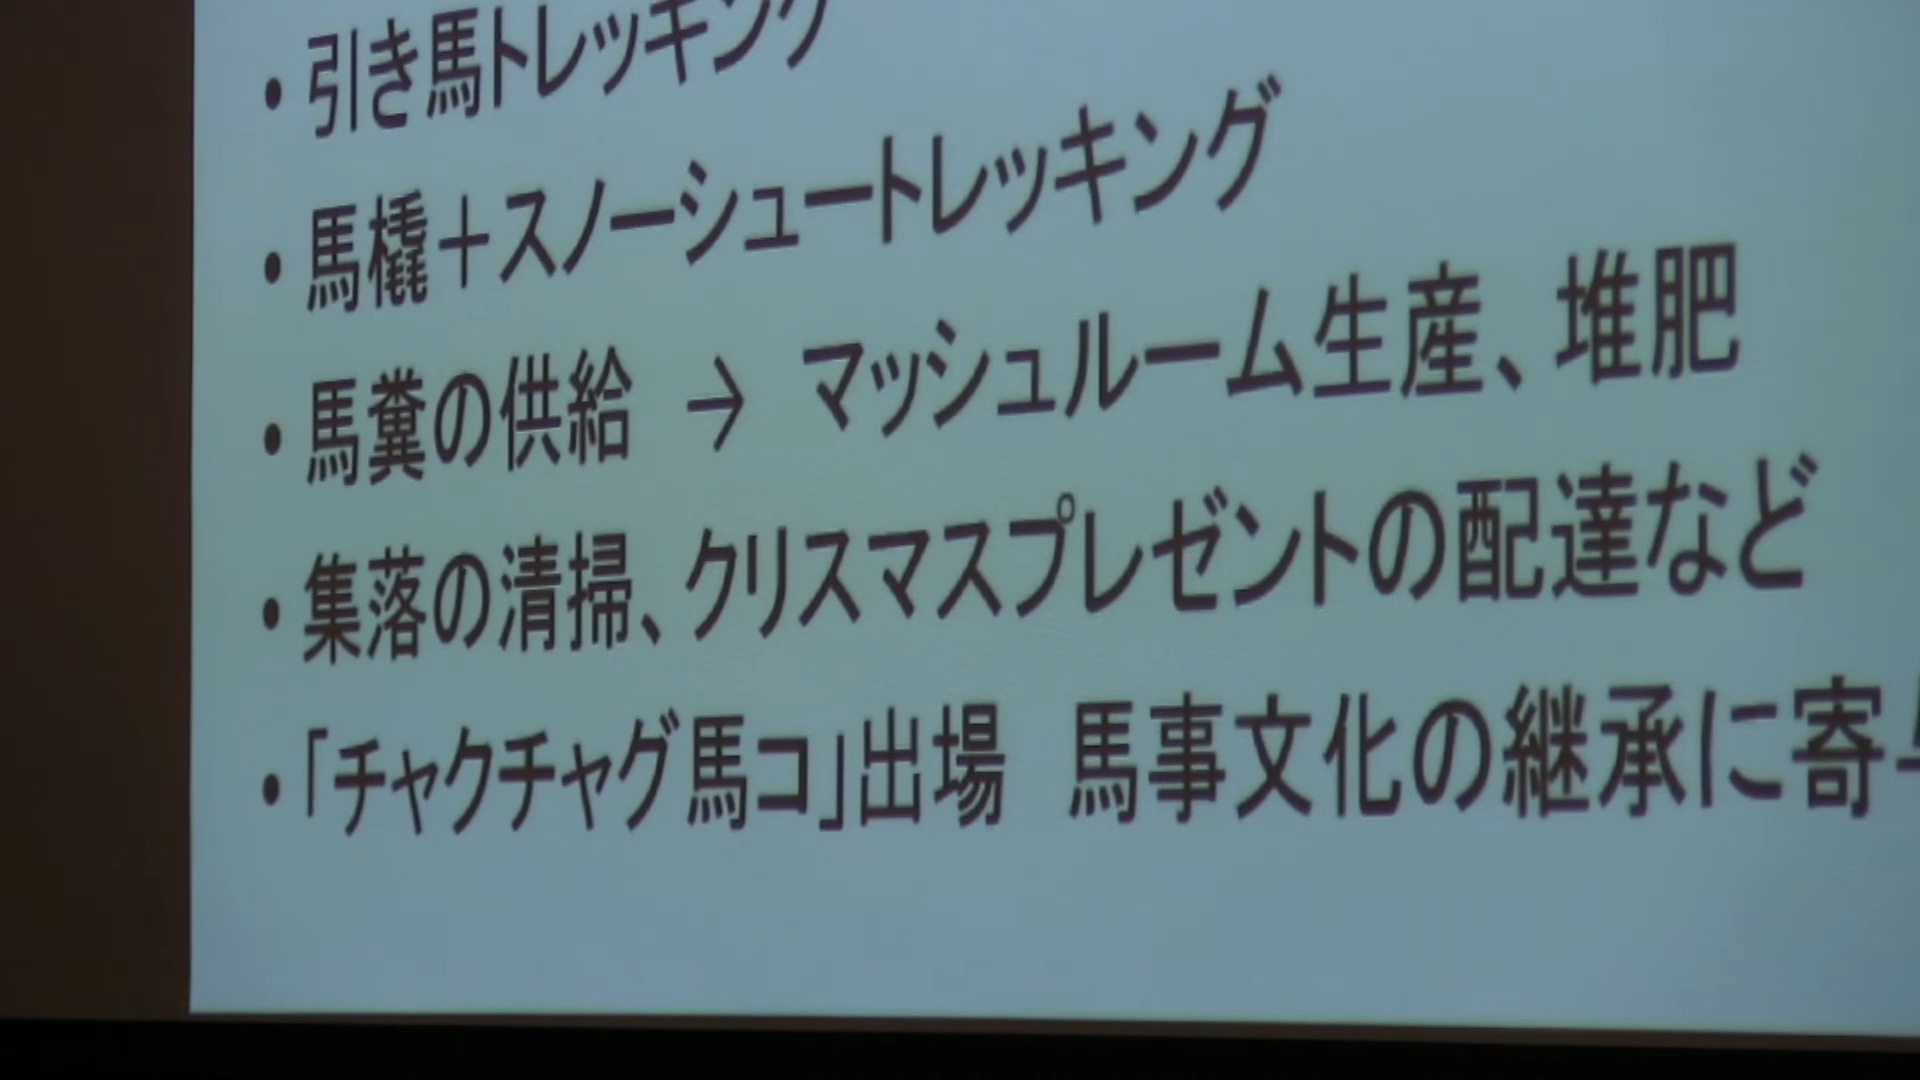 ・引き馬トレッキング
・馬橇＋スノーシュートレッキング
・馬糞の供給 → マッシュルーム生産、堆肥
・集落の清掃、クリスマスプレゼントの配達など
・「チャグチャグ馬コ」出場 馬事文化の継承に寄